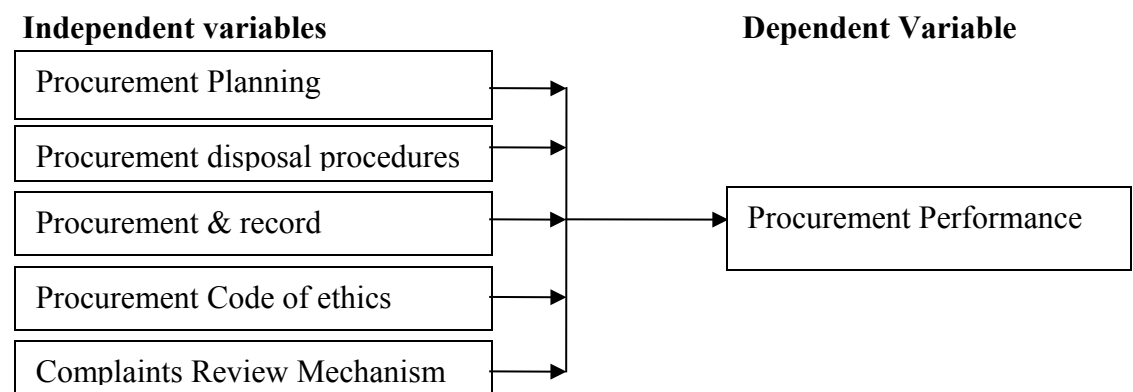 Independent variables
Dependent Variable
Procurement Planning
Procurement disposal procedures
Procurement & record
Procurement Performance
Procurement Code of ethics
Complaints Review Mechanism